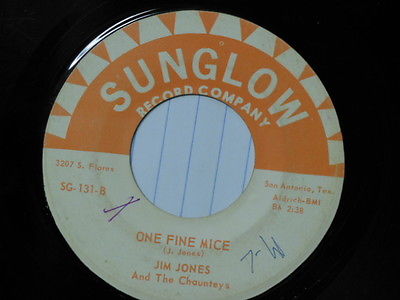 SUNGLOW
RECORD COMPANY
3207 S. Flores
SG-131-B
San Antonio, Tex.
Aldrich-BMI
BA 2:38
ONE FINE MICE
(J. Jones)
JIM JONES
And The Chaunteys